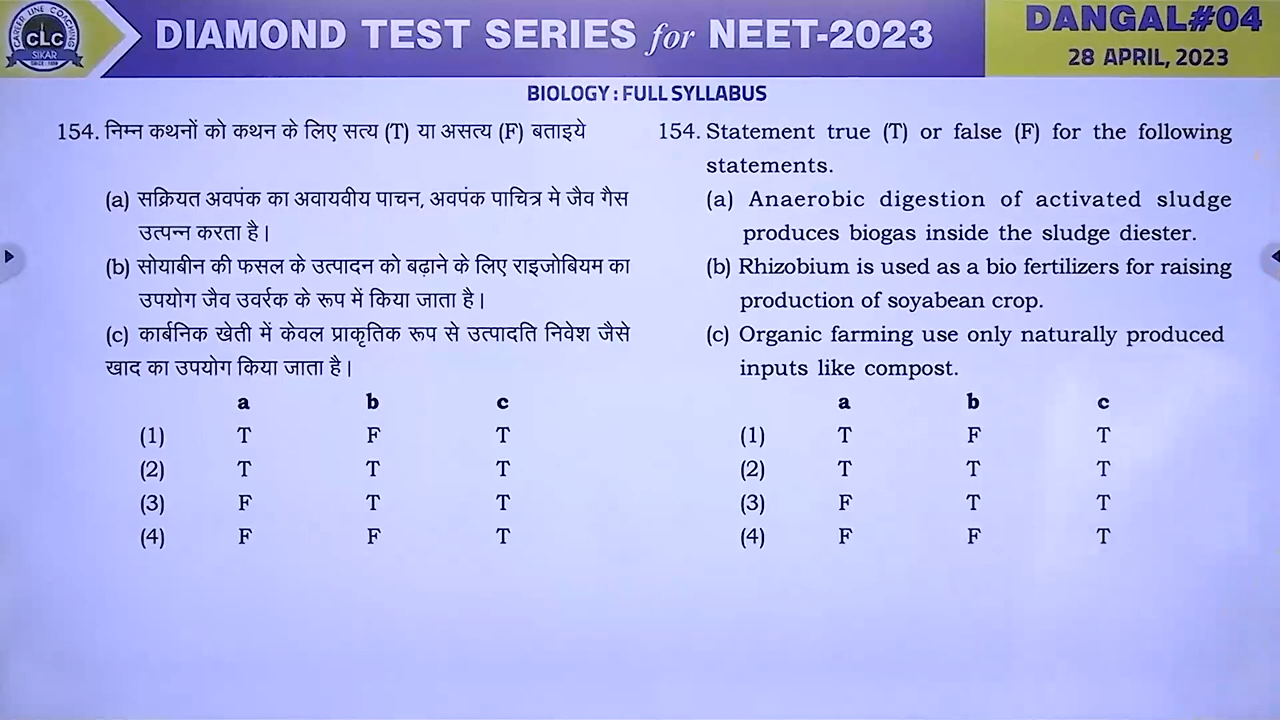 CAREER LINE COACHING
CLC
SIKAR
DIAMOND TEST SERIES for NEET-2023
DANGAL#04
28 APRIL, 2023
BIOLOGY : FULL SYLLABUS
154. निम्न कथनों को कथन के लिए सत्य (T) या असत्य (F) बताइये
(a) सक्रियत अवपंक का अवायवीय पाचन, अवपंक पाचित्र मे जैव गैस
उत्पन्न करता है।
(b) सोयाबीन की फसल के उत्पादन को बढ़ाने के लिए राइजोबियम का
उपयोग जैव उवर्रक के रूप में किया जाता है।
(c) कार्बनिक खेती में केवल प्राकृतिक रूप से उत्पादति निवेश जैसे
खाद का उपयोग किया जाता है।
a b c
(1) T F T
(2) T T T
(3) F T T
(4) F F T
154. Statement true (T) or false (F) for the following
statements.
(a) Anaerobic digestion of activated sludge
produces biogas inside the sludge diester.
(b) Rhizobium is used as a bio fertilizers for raising
production of soyabean crop.
(c) Organic farming use only naturally produced
inputs like compost.
a b c
(1) T F T
(2) T T T
(3) F T T
(4) F F T